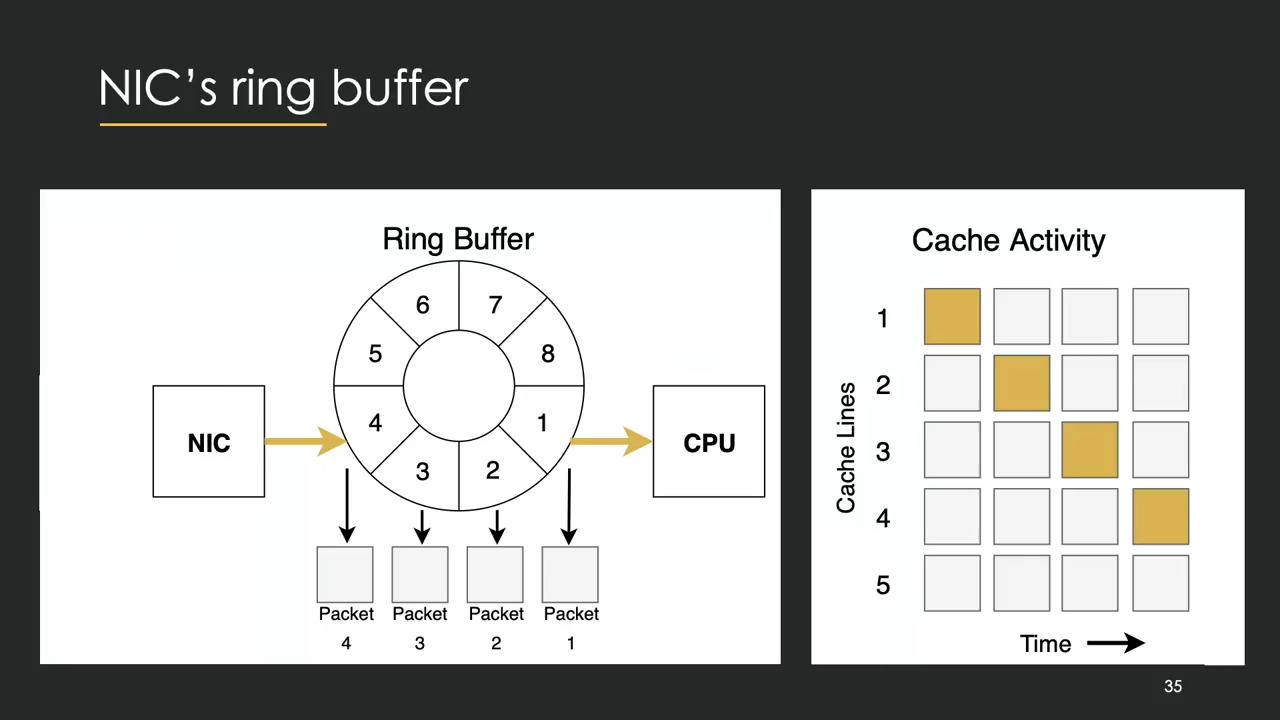 NIC's ring buffer
Ring Buffer
6 7
5 8
4 1
3 2
NIC
CPU
Packet Packet Packet Packet
4 3 2 1
Cache Activity
Cache Lines
1
2
3
4
5
Time
35